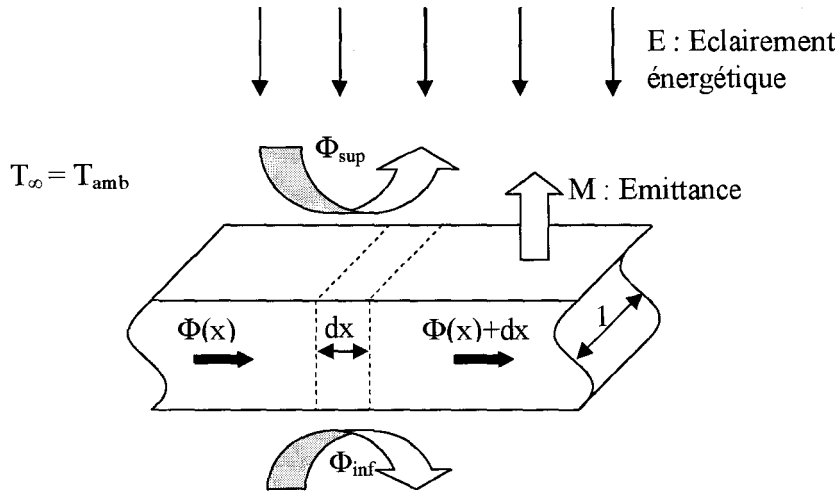 E : Eclairement
énergétique
Φsup
T∞ = Tamb
M : Emittance
Φ(x)
dx
Φ(x)+dx
1
Φinf